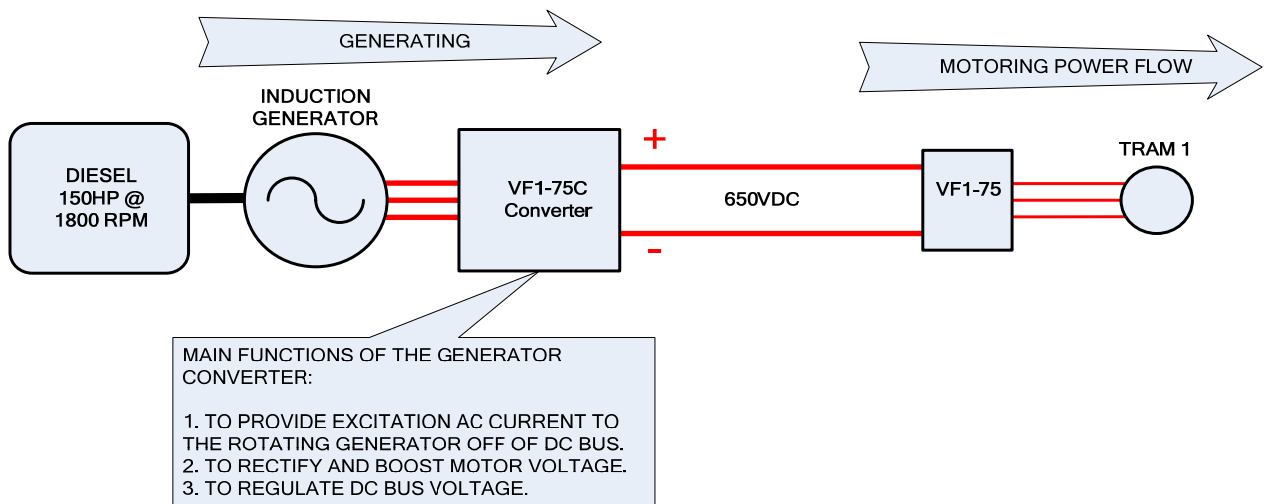 GENERATING
MOTORING POWER FLOW
INDUCTION
GENERATOR
DIESEL
150HP @
1800 RPM
VF1-75C
Converter
+
650VDC
-
VF1-75
TRAM 1
MAIN FUNCTIONS OF THE GENERATOR
CONVERTER:
1. TO PROVIDE EXCITATION AC CURRENT TO
THE ROTATING GENERATOR OFF OF DC BUS.
2. TO RECTIFY AND BOOST MOTOR VOLTAGE.
3. TO REGULATE DC BUS VOLTAGE.